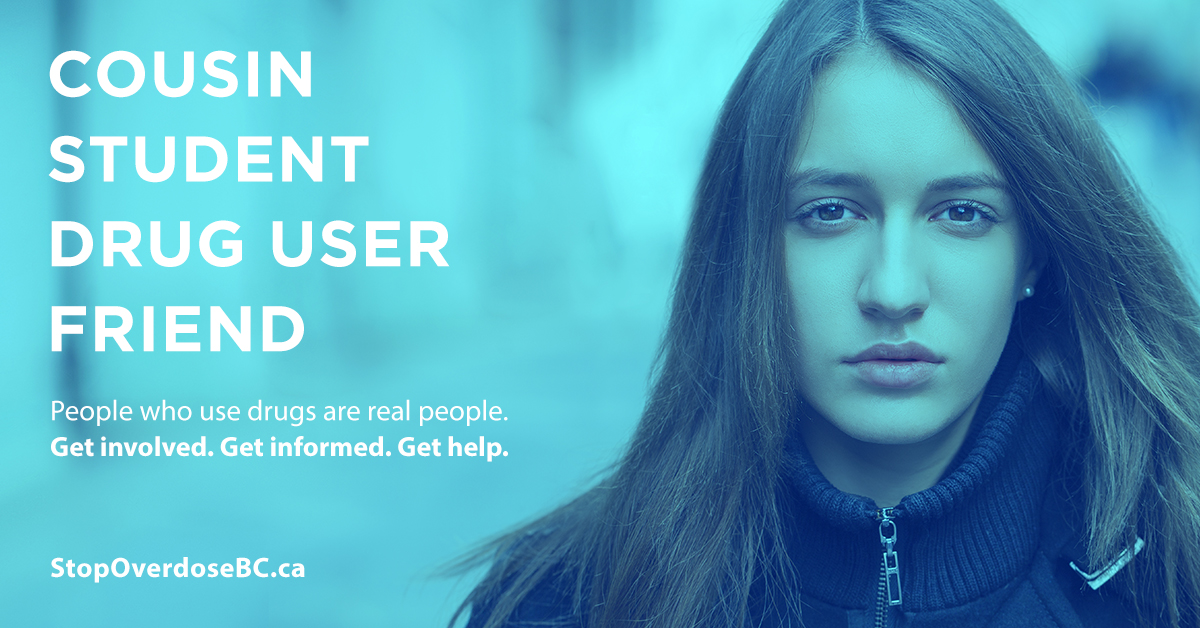 COUSIN
STUDENT
DRUG USER
FRIEND
People who use drugs are real people.
Get involved. Get informed. Get help.
StopOverdoseBC.ca